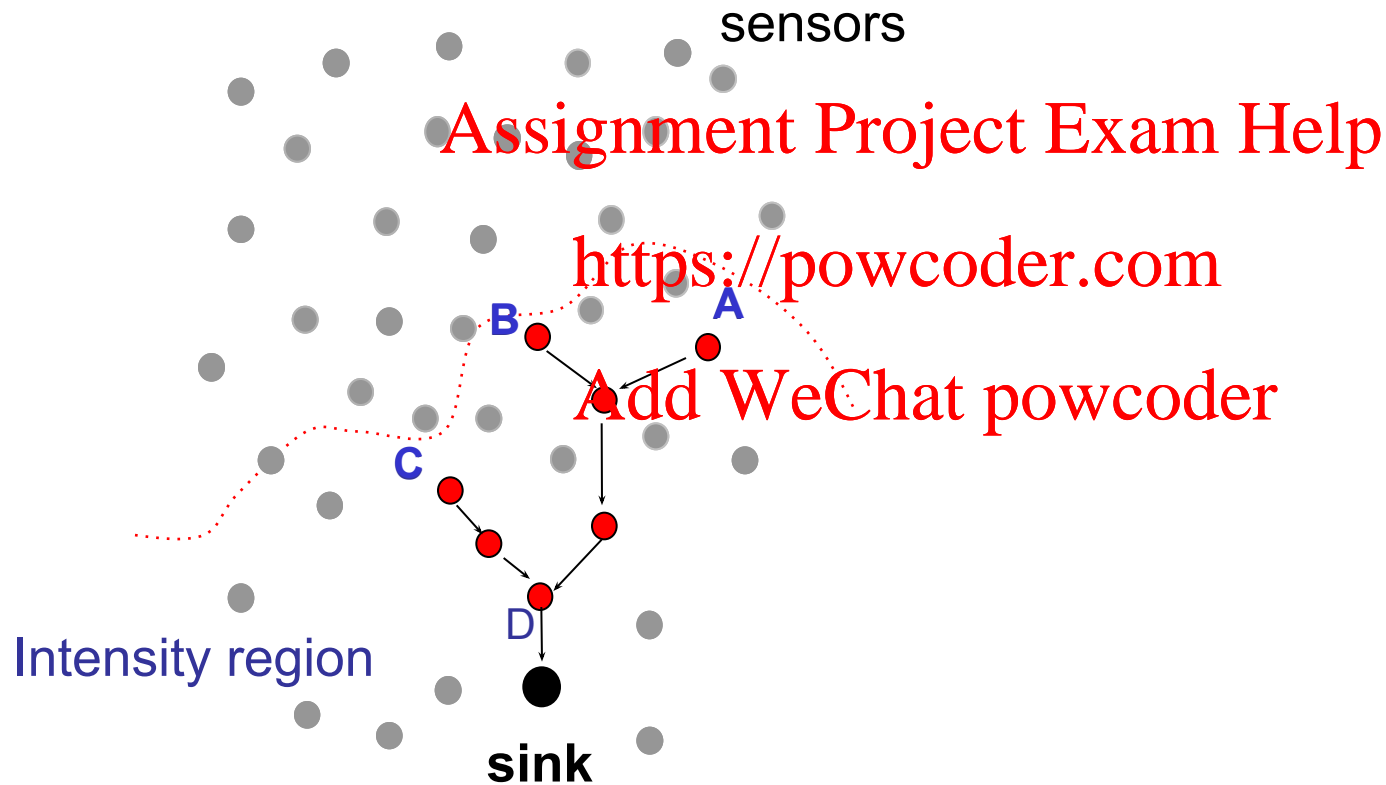 sensors
Assignment Project Exam Help
https://powcoder.com
A
B
Add WeChat powcoder
C
D
Intensity region
sink